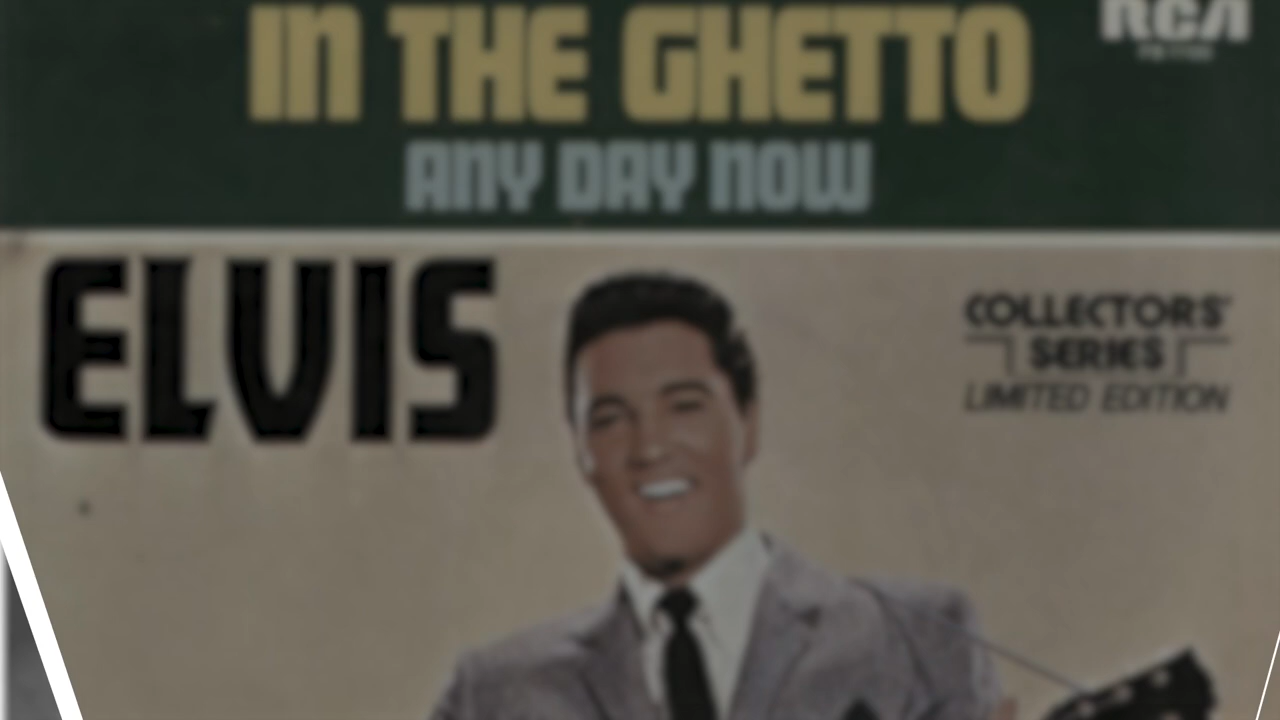 RCA
IN THE GHETTO
ANY DAY NOW
ELVIS
COLLECTORS'
SERIES
LIMITED EDITION